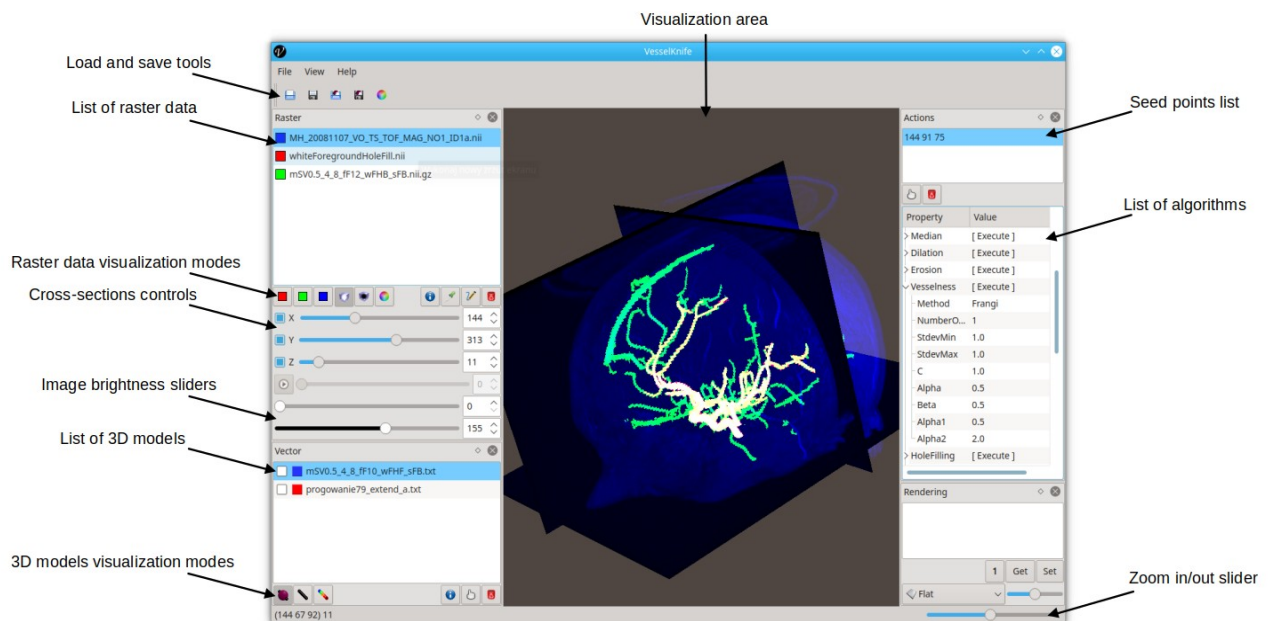 Visualization area
VesselKnife
Load and save tools
File View Help
List of raster data
Raster
MH_20081107_VO_TS_TOF_MAG_NO1_ID1a.nii
whiteForegroundHoleFill.nii
mSV0.5_4_8_fF12_wFHB_sFB.nii.gz
Raster data visualization modes
Cross-sections controls
X 144
Y 313
Z 11
0
Image brightness sliders
0
155
List of 3D models
Vector
mSV0.5_4_8_fF10_wFHF_sFB.txt
progowanie79_extend_a.txt
3D models visualization modes
(144 67 92) 11
Actions
Seed points list
144 91 75
List of algorithms
Property Value
Median [ Execute ]
Dilation [ Execute ]
Erosion [ Execute ]
Vesselness [ Execute ]
Method Frangi
NumberO... 1
StdevMin 1.0
StdevMax 1.0
C 1.0
Alpha 0.5
Beta 0.5
Alpha1 0.5
Alpha2 2.0
HoleFilling [ Execute ]
Rendering
1 Get Set
Flat
Zoom in/out slider